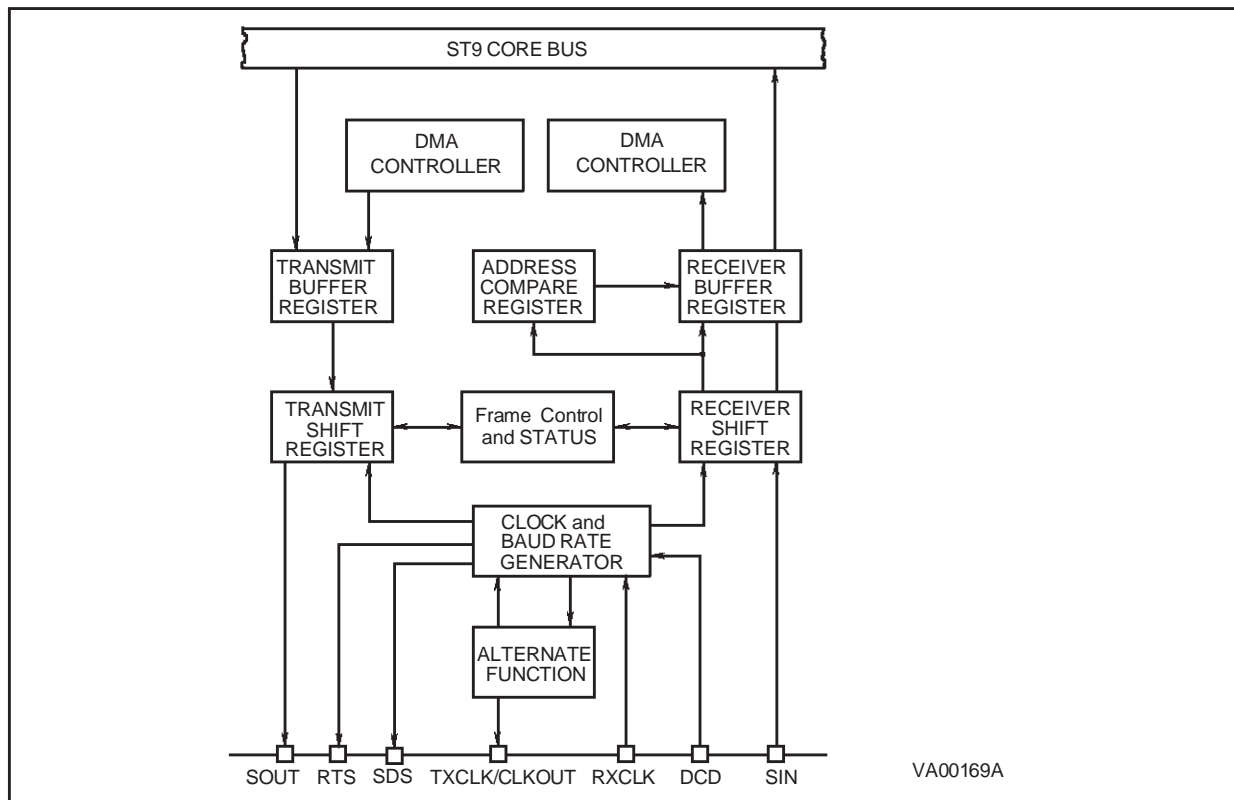 ST9 CORE BUS
DMA
CONTROLLER
DMA
CONTROLLER
TRANSMIT
BUFFER
REGISTER
ADDRESS
COMPARE
REGISTER
RECEIVER
BUFFER
REGISTER
TRANSMIT
SHIFT
REGISTER
Frame Control
and STATUS
RECEIVER
SHIFT
REGISTER
CLOCK and
BAUD RATE
GENERATOR
ALTERNATE
FUNCTION
SOUT RTS SDS TXCLK/CLKOUT RXCLK DCD SIN
VA00169A